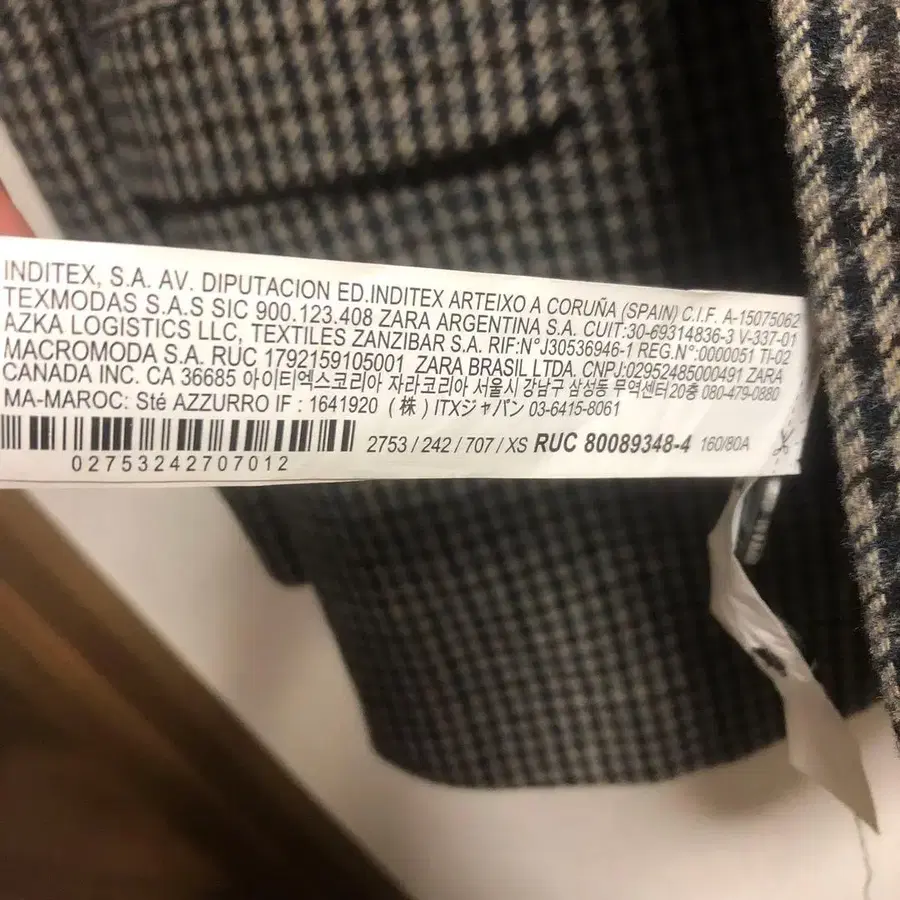 INDITEX, S.A. AV. DIPUTACION ED.INDITEX ARTEIXO A CORUÑA (SPAIN) C.I.F. A-15075062
TEXMODAS S.A.S SIC 900.123.408 ZARA ARGENTINA S.A. CUIT:30-69314836-3 V-337-01
AZKA LOGISTICS LLC, TEXTILES ZANZIBAR S.A. RIF:N°J30536946-1 REG.N°:0000051 TI-02
MACROMODA S.A. RUC 1792159105001 ZARA BRASIL LTDA. CNPJ:02952485000491 ZARA
CANADA INC. CA 36685 아이티엑스코리아 자라코리아 서울시 강남구 삼성동 무역센터20층 080-479-0880
MA-MAROC: Sté AZZURRO IF : 1641920 (株) ITXジャパン 03-6415-8061
2753 / 242 / 707 / XS RUC 80089348-4 160/80A
02753242707012